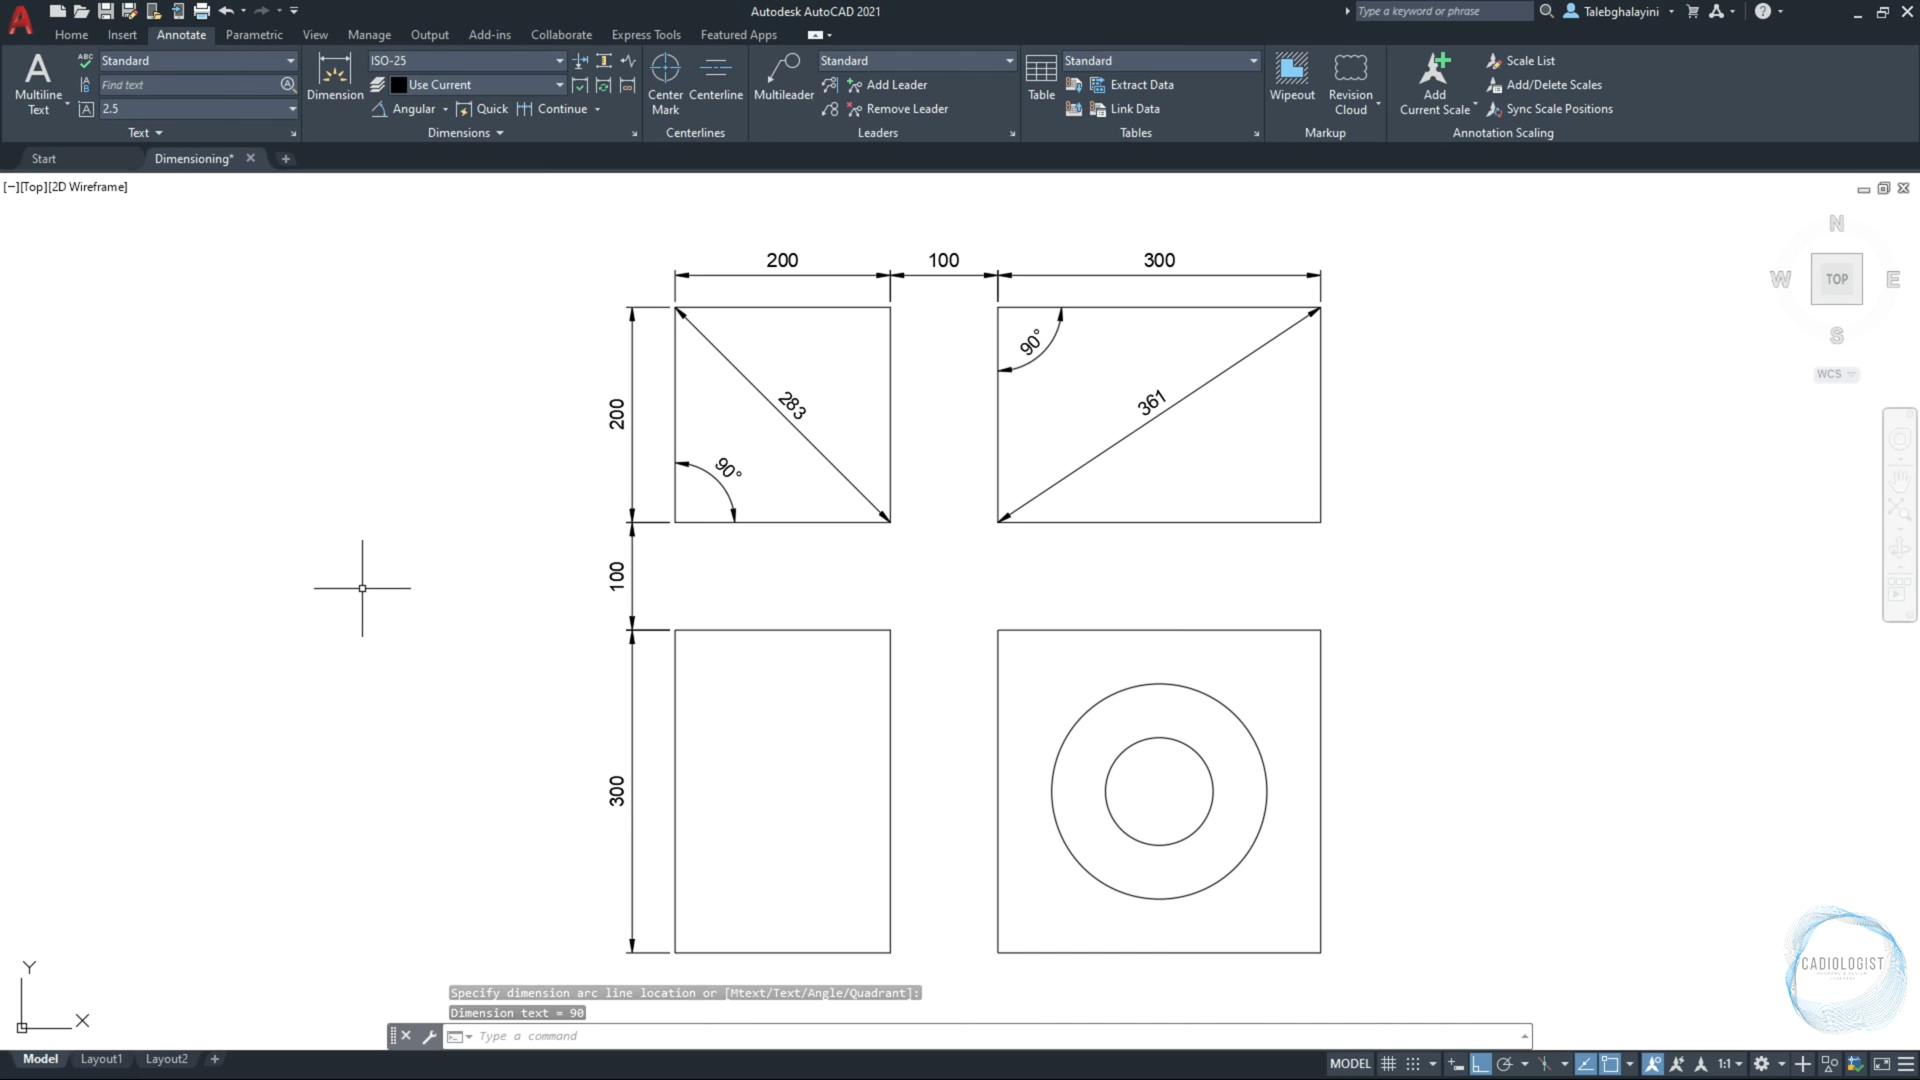 Autodesk AutoCAD 2021
Type a keyword or phrase
Talebghalayini
Home Insert Annotate Parametric View Manage Output Add-ins Collaborate Express Tools Featured Apps
Multiline Text
Standard
Find text
2.5
Text
Dimension
ISO-25
Use Current
Angular Quick Continue
Dimensions
Center Mark
Centerline
Centerlines
Multileader
Standard
Add Leader
Remove Leader
Leaders
Table
Standard
Extract Data
Link Data
Tables
Wipeout
Revision Cloud
Markup
Add Current Scale
Scale List
Add/Delete Scales
Sync Scale Positions
Annotation Scaling
Start
Dimensioning*
[−][Top][2D Wireframe]
N
W TOP E
S
WCS
200 100 300
200
283
90°
90°
361
100
300
CADIOLOGIST
Y
X
Specify dimension arc line location or [Mtext/Text/Angle/Quadrant]:
Dimension text = 90
Type a command
Model Layout1 Layout2
MODEL 1:1